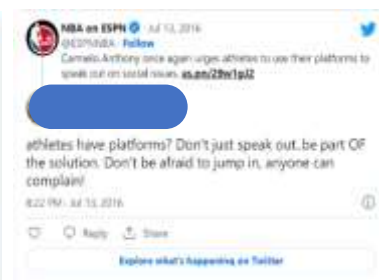 NBA on ESPN Jul 13, 2016
@ESPNNBA · Follow
Carmelo Anthony once again urges athletes to use their platforms to
speak out on social issues. es.pn/29w1pJ2
athletes have platforms? Don't just speak out, be part OF
the solution. Don't be afraid to jump in, anyone can
complain!
8:22 PM · Jul 13, 2016
Reply Share
Explore what's happening on Twitter